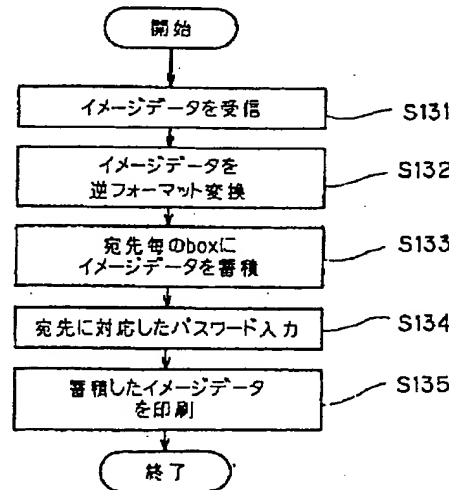 開始
イメージデータを受信
S131
イメージデータを
逆フォーマット変換
S132
宛先毎のboxに
イメージデータを蓄積
S133
宛先に対応したパスワード入力
S134
蓄積したイメージデータ
を印刷
S135
終了